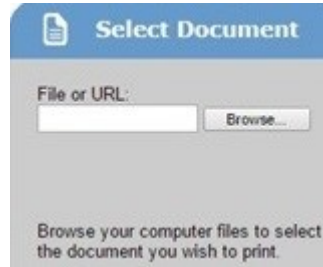 Select Document
File or URL:
Browse...
Browse your computer files to select
the document you wish to print.